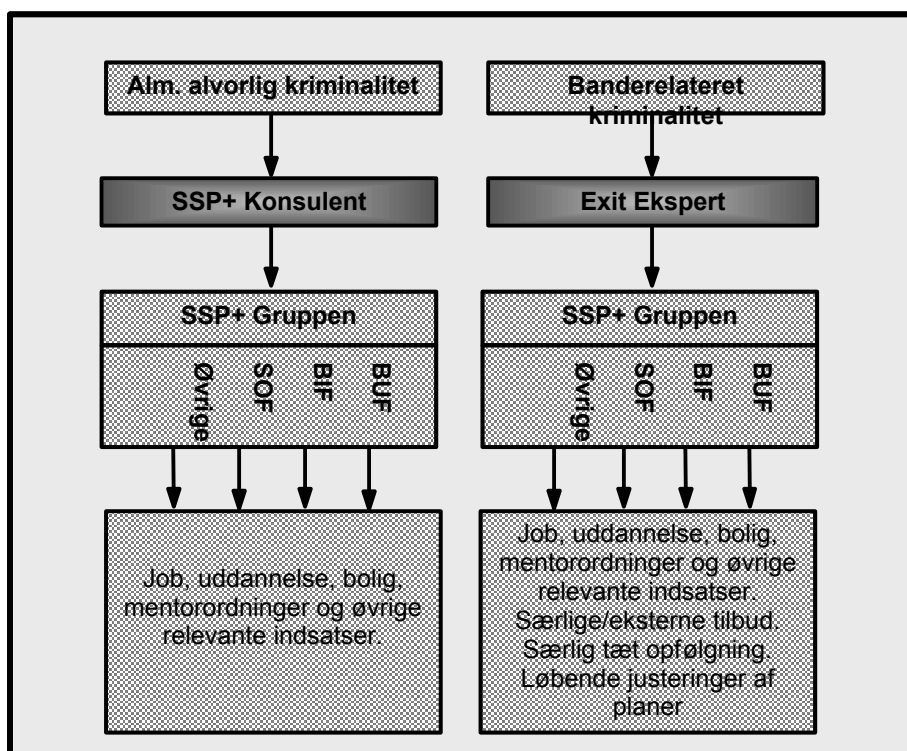 Alm. alvorlig kriminalitet
Banderelateret
kriminalitet
SSP+ Konsulent
Exit Ekspert
SSP+ Gruppen
Øvrige
SOF
BIF
BUF
SSP+ Gruppen
Øvrige
SOF
BIF
BUF
Job, uddannelse, bolig,
mentorordninger og øvrige
relevante indsatser.
Job, uddannelse, bolig,
mentorordninger og øvrige
relevante indsatser.
Særlige/eksterne tilbud.
Særlig tæt opfølgning.
Løbende justeringer af
planer